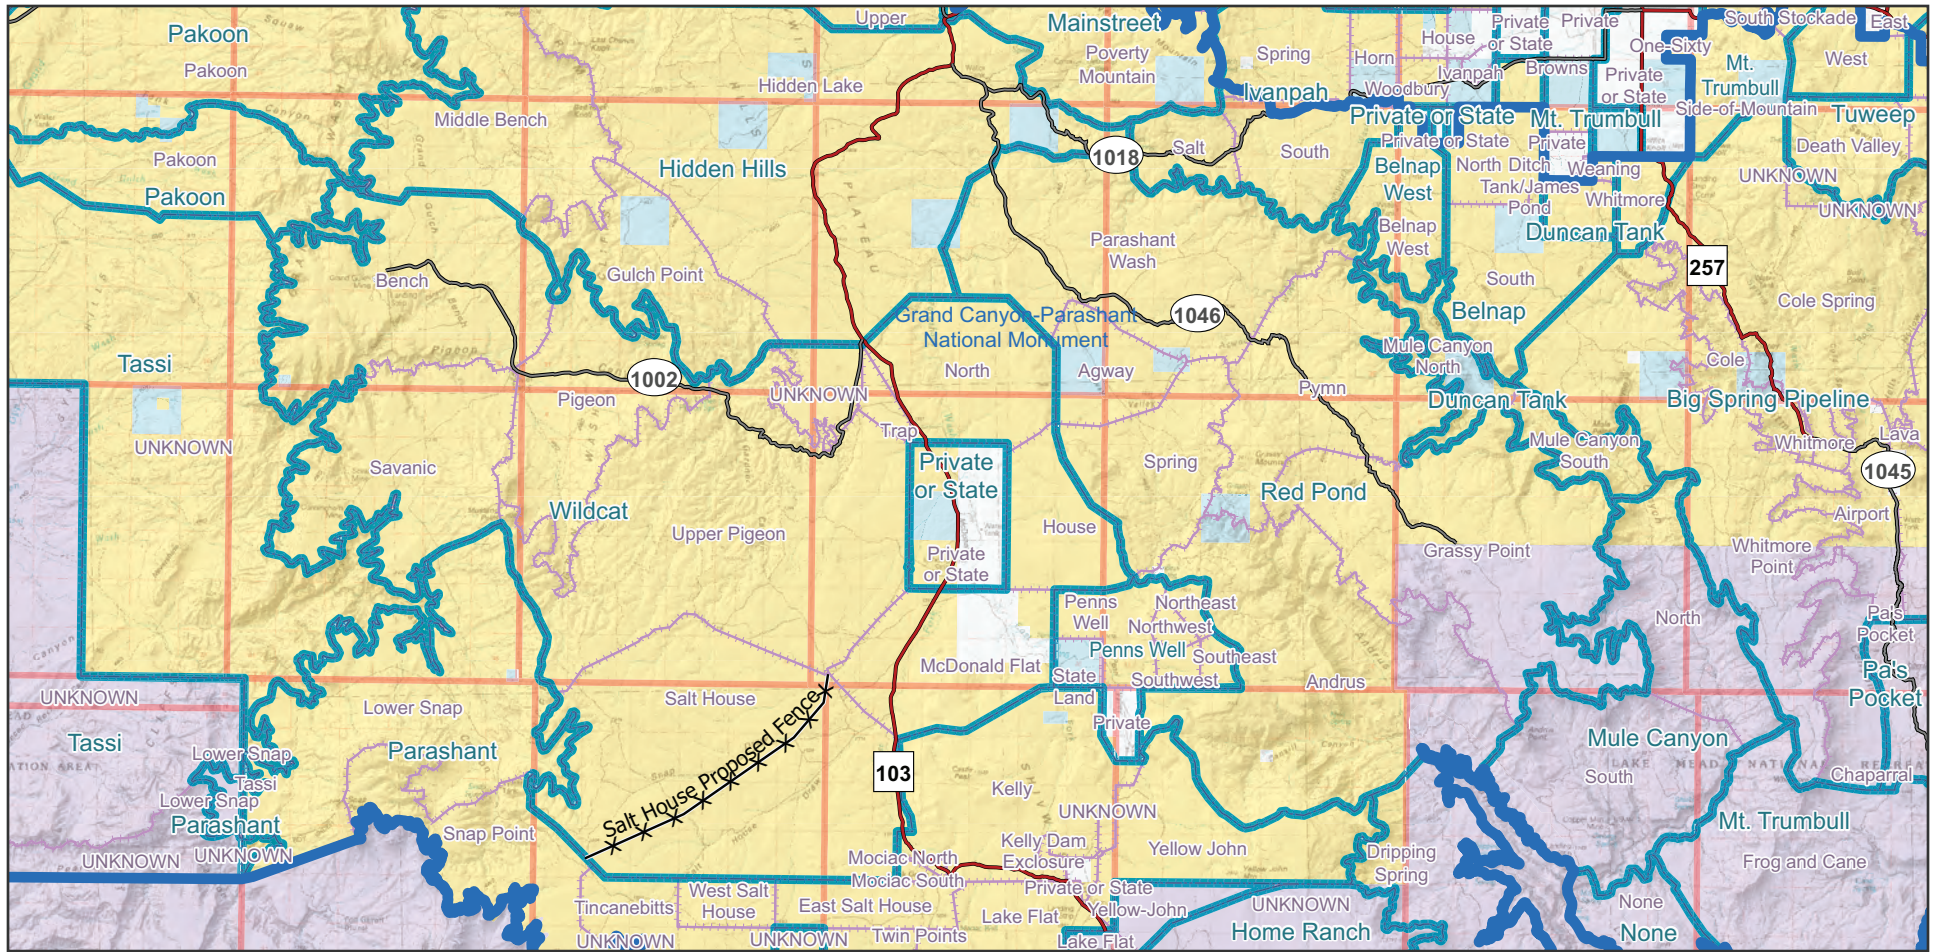 Upper
Mainstreet
South Stockade
East
Pakoon
Pakoon
Poverty
Mountain
Spring
Horn
House
Private
or State
Private
One-Sixty
West
Mt.
Trumbull
Hidden Lake
Ivanpah
Woodbury
Ivanpah
Browns
Private
or State
Side-of-Mountain
Tuweep
Middle Bench
Private or State
Mt. Trumbull
Private or State
Private
Death Valley
Pakoon
Pakoon
Hidden Hills
1018
Salt
South
Belnap
West
North Ditch
Tank/James
Pond
Weaning
Whitmore
UNKNOWN
UNKNOWN
PLATEAU
Parashant
Wash
Belnap
West
Duncan Tank
257
Bench
Gulch Point
South
Cole Spring
Grand Canyon-Parashant
National Monument
1046
Belnap
Tassi
North
Agway
Mule Canyon
North
Cole
1002
Pigeon
UNKNOWN
Pymn
Duncan Tank
Big Spring Pipeline
UNKNOWN
Trap
Mule Canyon
South
Whitmore
Lava
Savanic
Private
or State
Spring
Red Pond
1045
Wildcat
Upper Pigeon
House
Airport
Private
or State
Grassy Point
Whitmore
Point
Penns
Well
Northeast
Northwest
Penns Well
Southeast
Southwest
North
Pa's
Pocket
McDonald Flat
State
Land
Andrus
Pa's
Pocket
UNKNOWN
Lower Snap
Salt House
Private
Tassi
Lower Snap
Tassi
Parashant
Salt House Proposed Fence
103
Mule Canyon
South
LAKE MEAD NATIONAL RECREA
Chaparral
Lower Snap
Parashant
Kelly
UNKNOWN
Mt. Trumbull
Snap Point
Kelly Dam
Exclosure
Yellow John
Dripping
Spring
Frog and Cane
UNKNOWN
UNKNOWN
Mociac North
Mociac South
Private or State
West Salt
House
East Salt House
Tincanebitts
Lake Flat
Yellow-John
UNKNOWN
None
UNKNOWN
UNKNOWN
Twin Points
Lake Flat
Home Ranch
None